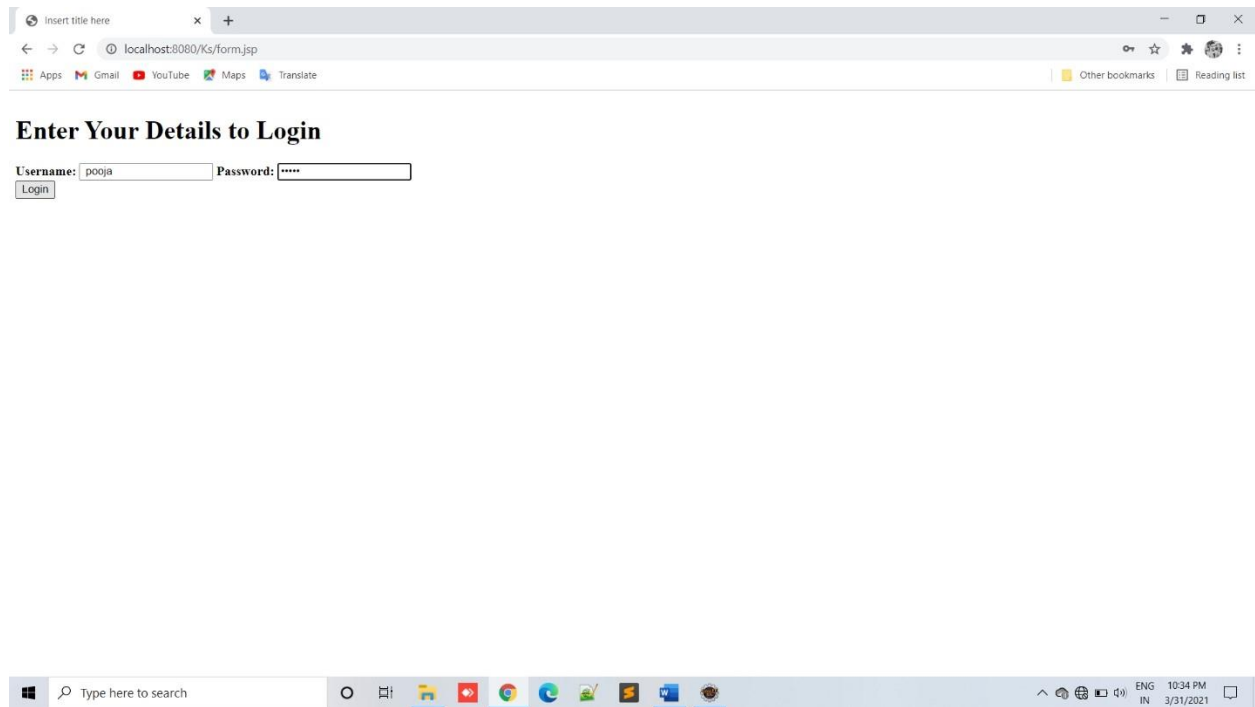 Insert title here
localhost:8080/Ks/form.jsp
Apps Gmail YouTube Maps Translate Other bookmarks Reading list
Enter Your Details to Login
Username: pooja Password: •••••
Login
Type here to search
ENG 10:34 PM
IN 3/31/2021